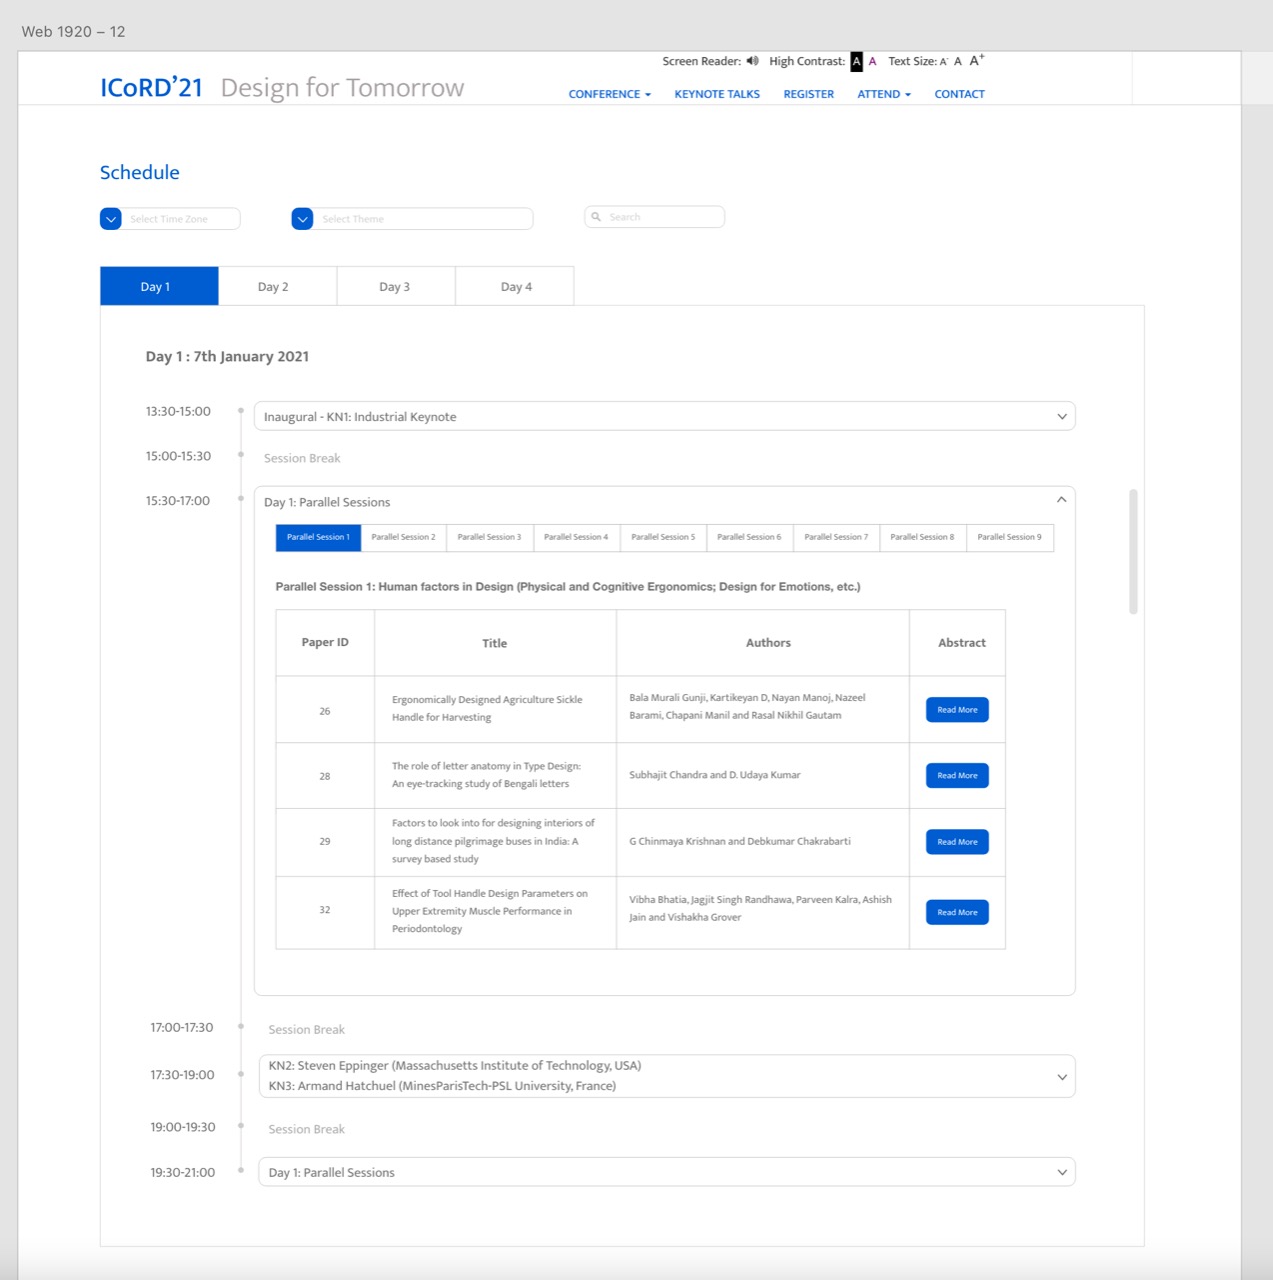 Web 1920 – 12
Screen Reader: High Contrast: A A Text Size: A- A A+
ICoRD’21 Design for Tomorrow
CONFERENCE KEYNOTE TALKS REGISTER ATTEND CONTACT
Schedule
Select Time Zone Select Theme Search
Day 1 Day 2 Day 3 Day 4
Day 1 : 7th January 2021
13:30-15:00 Inaugural - KN1: Industrial Keynote
15:00-15:30 Session Break
15:30-17:00 Day 1: Parallel Sessions
Parallel Session 1 Parallel Session 2 Parallel Session 3 Parallel Session 4 Parallel Session 5 Parallel Session 6 Parallel Session 7 Parallel Session 8 Parallel Session 9
Parallel Session 1: Human factors in Design (Physical and Cognitive Ergonomics; Design for Emotions, etc.)
Paper ID Title Authors Abstract
26
Ergonomically Designed Agriculture Sickle
Handle for Harvesting
Bala Murali Gunji, Kartikeyan D, Nayan Manoj, Nazeel
Barami, Chapani Manil and Rasal Nikhil Gautam
Read More
28
The role of letter anatomy in Type Design:
An eye-tracking study of Bengali letters
Subhajit Chandra and D. Udaya Kumar
Read More
29
Factors to look into for designing interiors of
long distance pilgrimage buses in India: A
survey based study
G Chinmaya Krishnan and Debkumar Chakrabarti
Read More
32
Effect of Tool Handle Design Parameters on
Upper Extremity Muscle Performance in
Periodontology
Vibha Bhatia, Jagjit Singh Randhawa, Parveen Kalra, Ashish
Jain and Vishakha Grover
Read More
17:00-17:30 Session Break
17:30-19:00
KN2: Steven Eppinger (Massachusetts Institute of Technology, USA)
KN3: Armand Hatchuel (MinesParisTech-PSL University, France)
19:00-19:30 Session Break
19:30-21:00 Day 1: Parallel Sessions